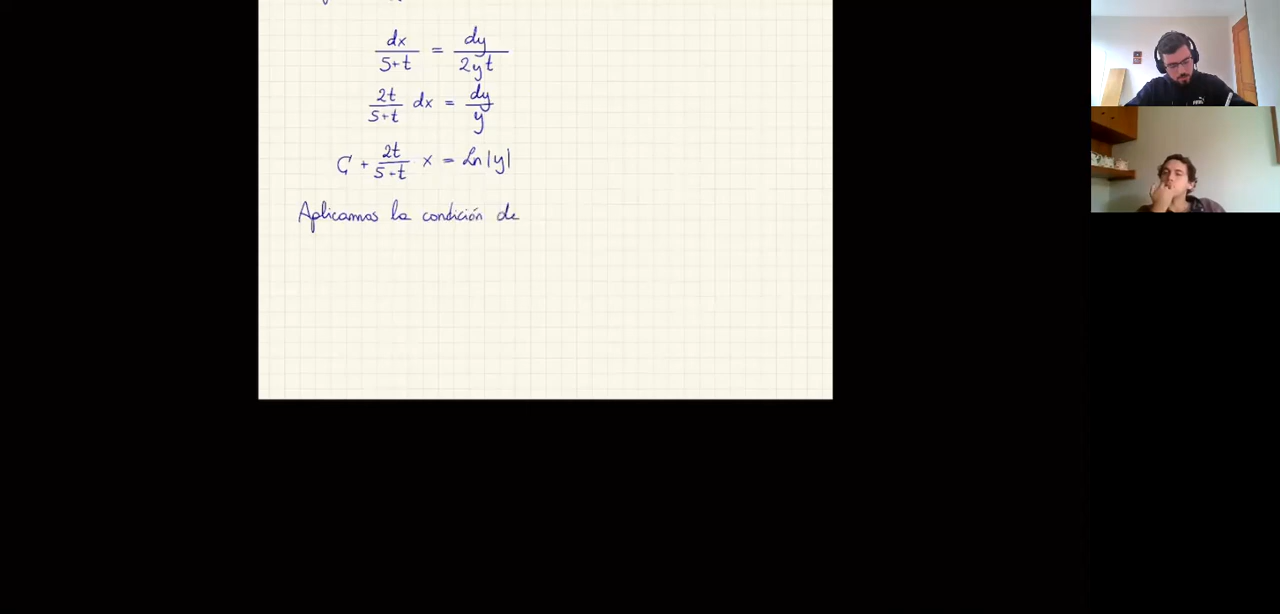 dx/5+t = dy/2yt
2t/5+t dx = dy/y
C + 2t/5+t x = Ln|y|
Aplicamos la condición de